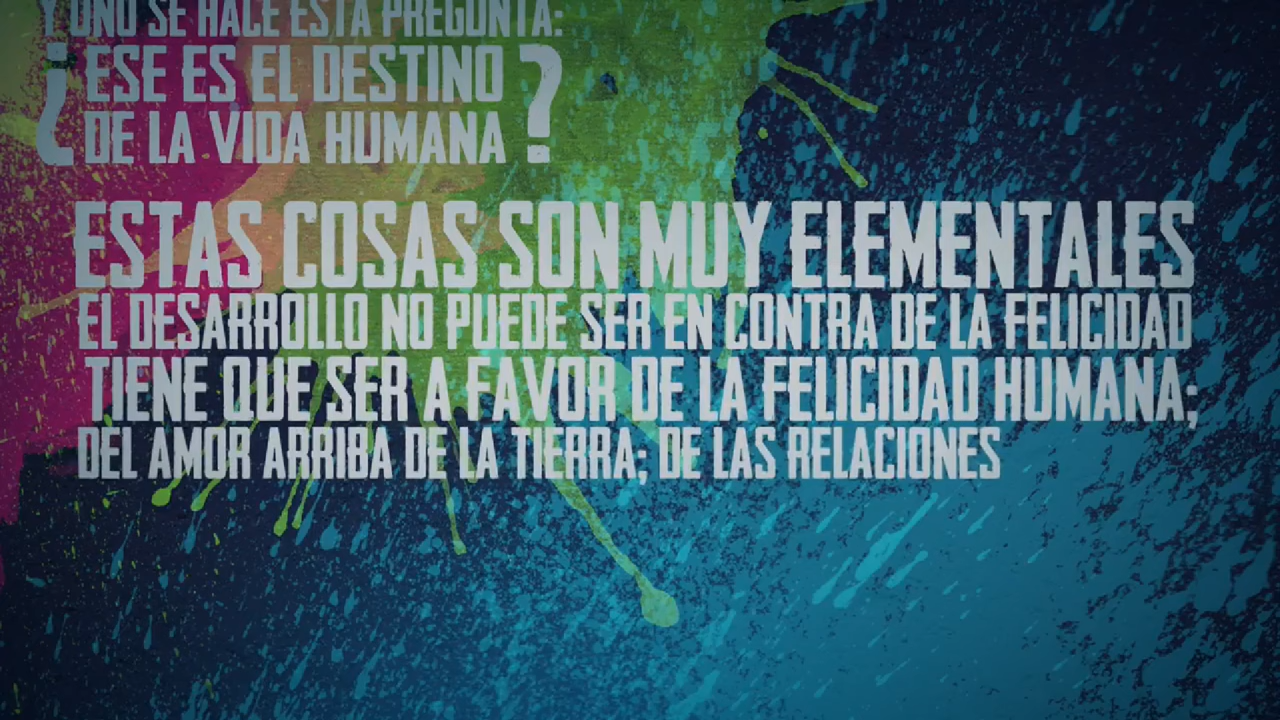 Y UNO SE HACE ESTA PREGUNTA:
¿ESE ES EL DESTINO
DE LA VIDA HUMANA?
ESTAS COSAS SON MUY ELEMENTALES
EL DESARROLLO NO PUEDE SER EN CONTRA DE LA FELICIDAD
TIENE QUE SER A FAVOR DE LA FELICIDAD HUMANA;
DEL AMOR ARRIBA DE LA TIERRA; DE LAS RELACIONES